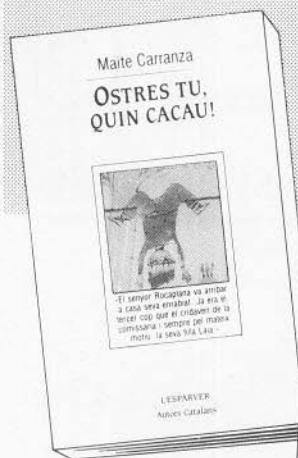 Maite Carranza
OSTRES TU,
QUIN CACAU!
-El senyor Rocaplana va arribar
a casa seva enrabiat. Ja era el
tercer cop que el cridaven de la
comissaria i sempre pel mateix
motiu: la seva filla Laia.-
L'ESPARVER
Autors Catalans